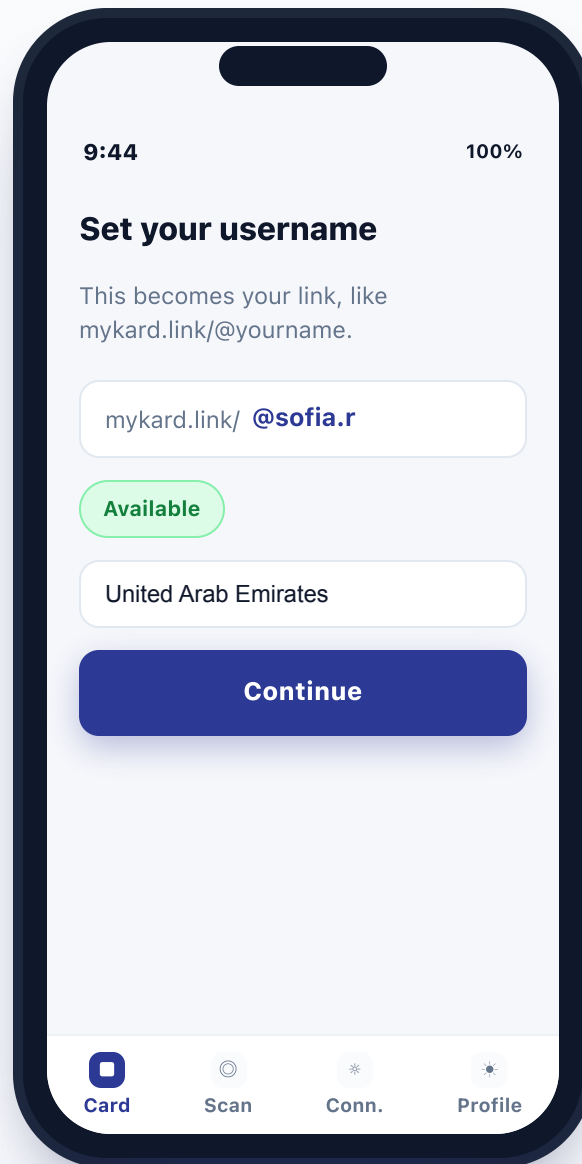 9:44
100%
Set your username
This becomes your link, like
mykard.link/@yourname.
mykard.link/ @sofia.r
Available
United Arab Emirates
Continue
Card
Scan
Conn.
Profile